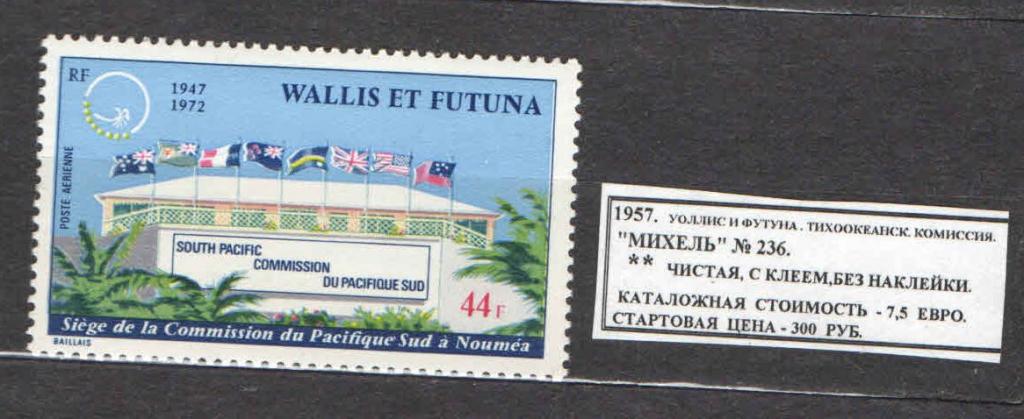 RF
1947
1972
WALLIS ET FUTUNA
POSTE AERIENNE
SOUTH PACIFIC
COMMISSION
DU PACIFIQUE SUD
44F
Siège de la Commission du Pacifique Sud à Nouméa
BAILLAIS
1957. УОЛЛИС И ФУТУНА. ТИХООКЕАНСК. КОМИССИЯ.
"МИХЕЛЬ" № 236.
** ЧИСТАЯ, С КЛЕЕМ,БЕЗ НАКЛЕЙКИ.
КАТАЛОЖНАЯ СТОИМОСТЬ - 7,5 ЕВРО.
СТАРТОВАЯ ЦЕНА - 300 РУБ.